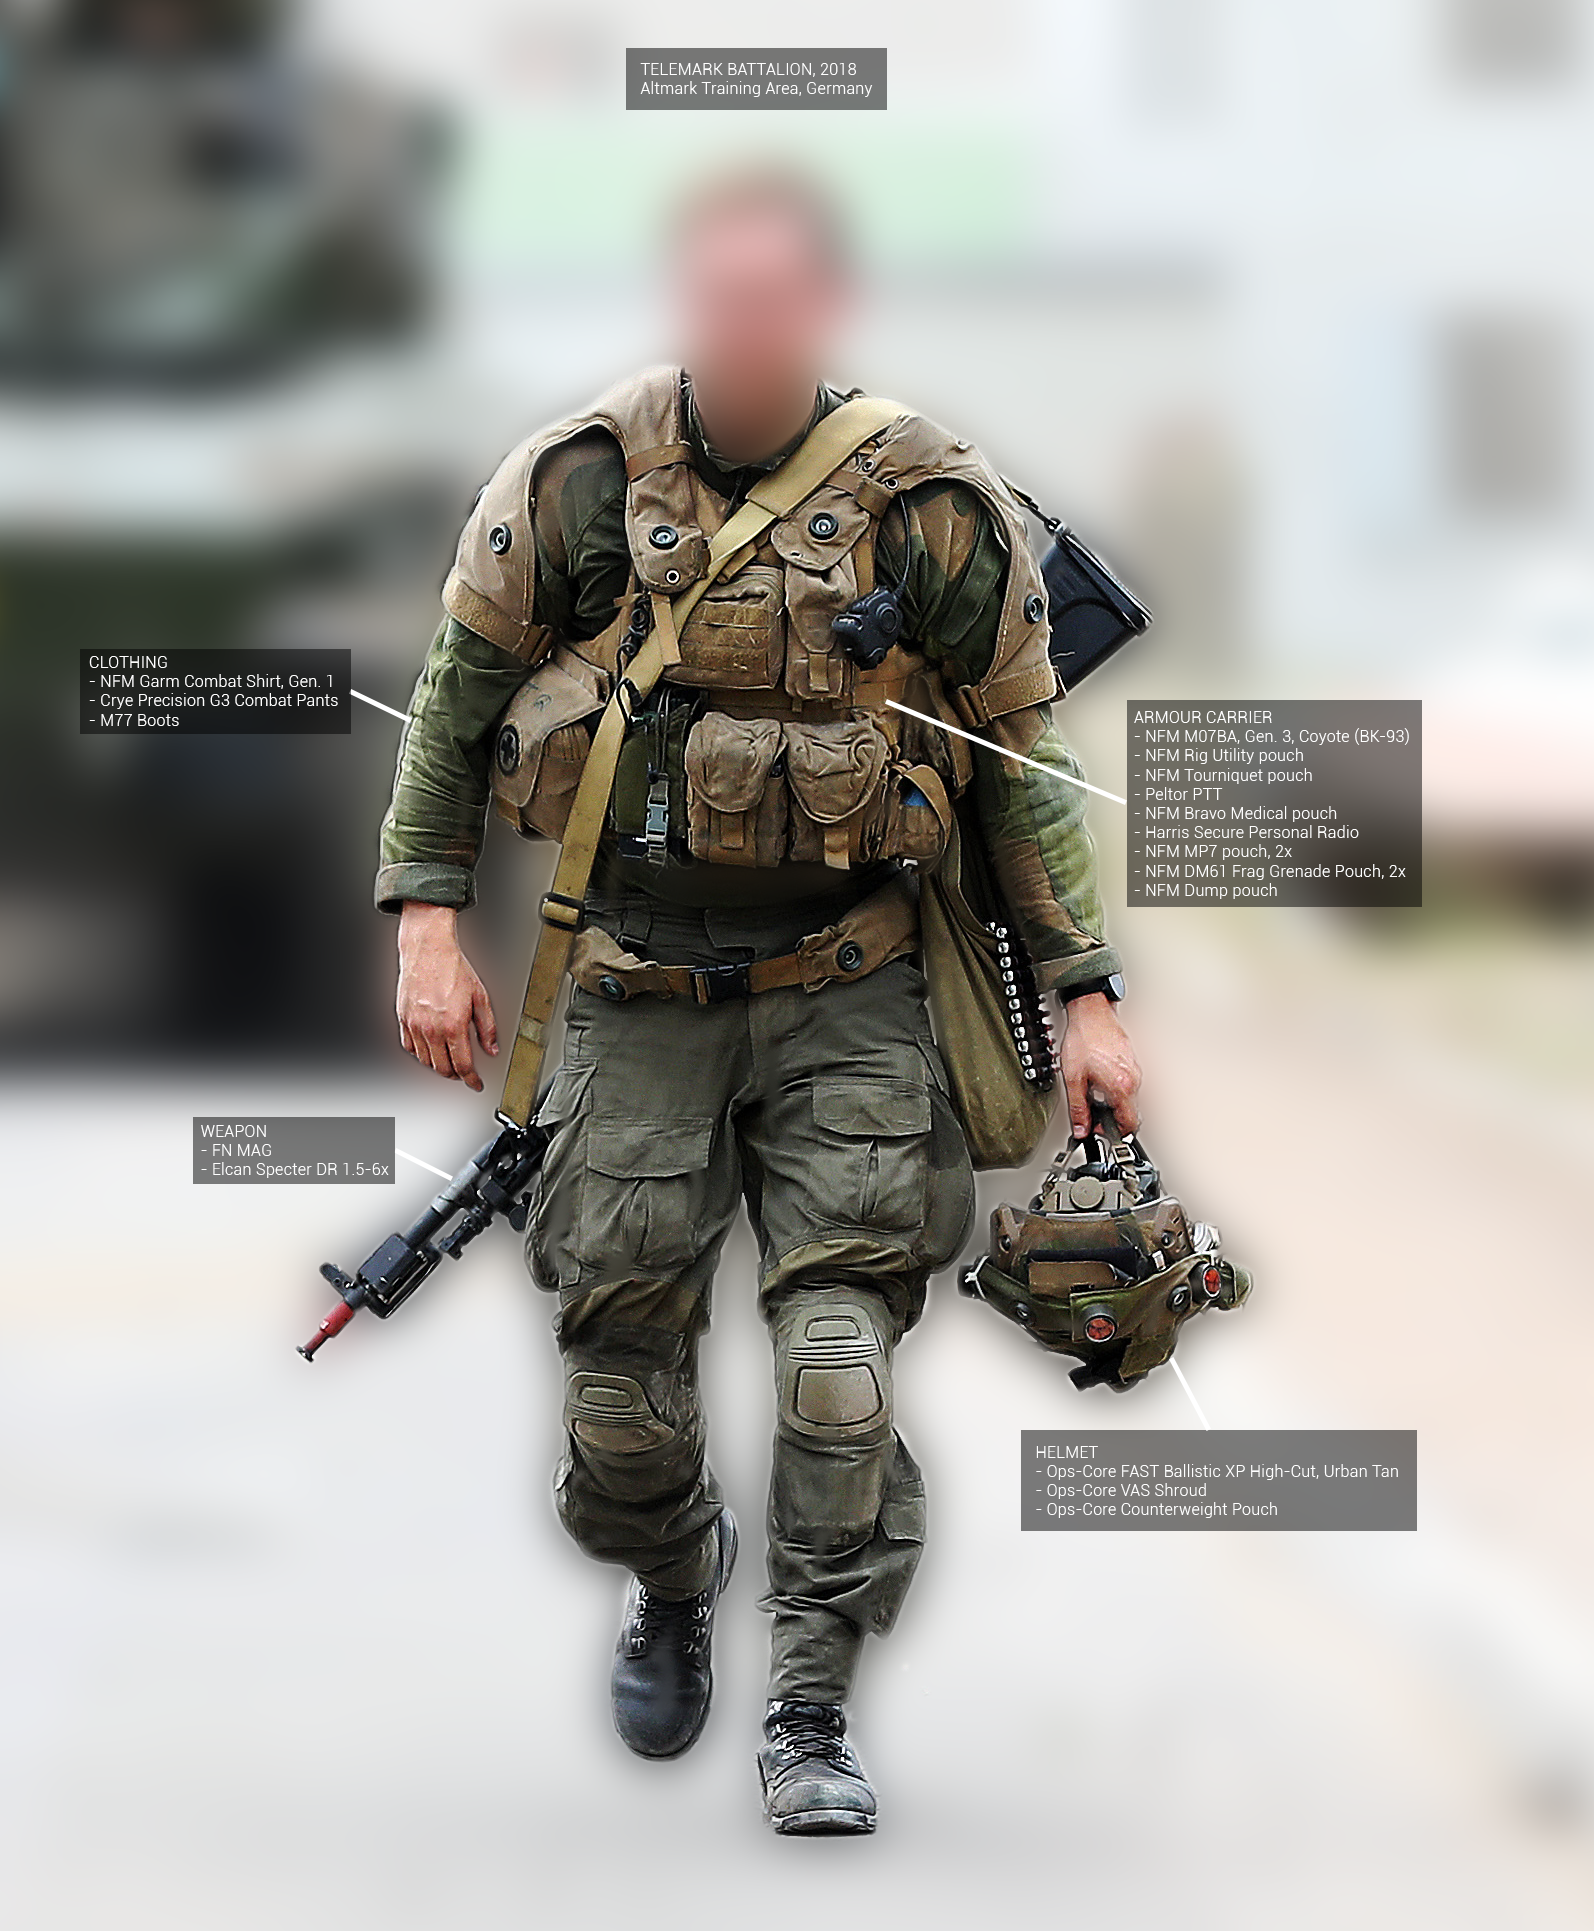 TELEMARK BATTALION, 2018
Altmark Training Area, Germany
CLOTHING
- NFM Garm Combat Shirt, Gen. 1
- Crye Precision G3 Combat Pants
- M77 Boots
ARMOUR CARRIER
- NFM M07BA, Gen. 3, Coyote (BK-93)
- NFM Rig Utility pouch
- NFM Tourniquet pouch
- Peltor PTT
- NFM Bravo Medical pouch
- Harris Secure Personal Radio
- NFM MP7 pouch, 2x
- NFM DM61 Frag Grenade Pouch, 2x
- NFM Dump pouch
WEAPON
- FN MAG
- Elcan Specter DR 1.5-6x
HELMET
- Ops-Core FAST Ballistic XP High-Cut, Urban Tan
- Ops-Core VAS Shroud
- Ops-Core Counterweight Pouch